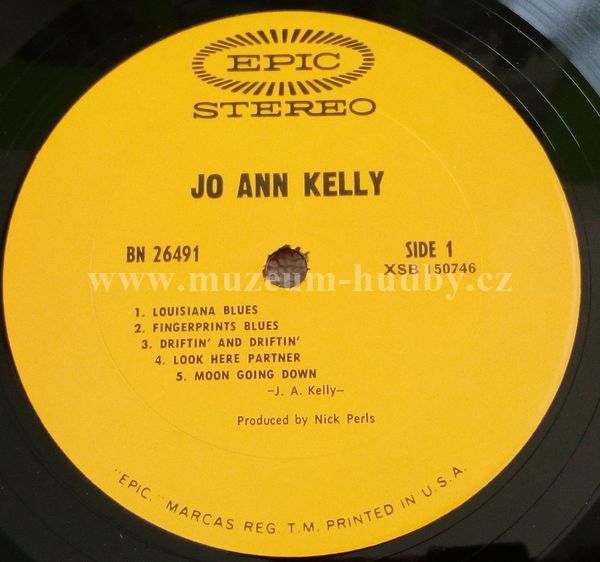 EPIC
STEREO
JO ANN KELLY
BN 26491
SIDE 1
XSB 150746
www.muzeum-hudby.cz
1. LOUISIANA BLUES
2. FINGERPRINTS BLUES
3. DRIFTIN' AND DRIFTIN'
4. LOOK HERE PARTNER
5. MOON GOING DOWN
—J. A. Kelly—
Produced by Nick Perls
"EPIC," MARCAS REG. T.M. PRINTED IN U.S.A.